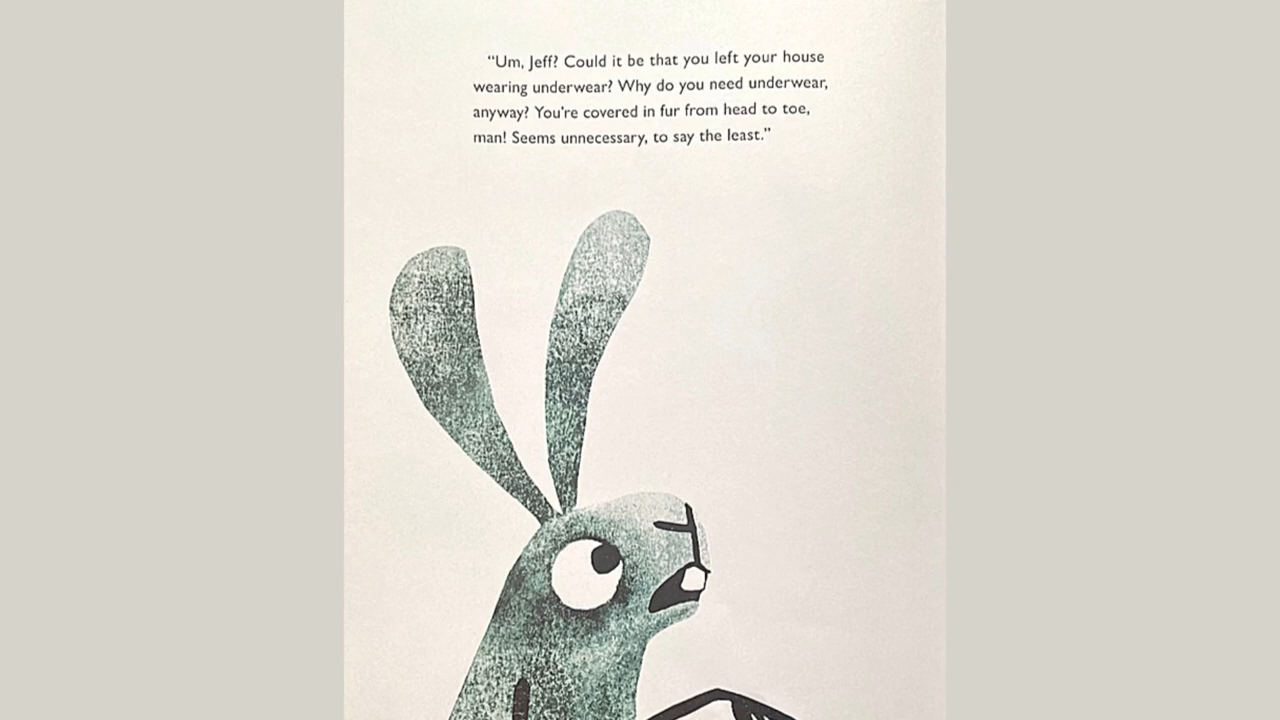 “Um, Jeff? Could it be that you left your house
wearing underwear? Why do you need underwear,
anyway? You’re covered in fur from head to toe,
man! Seems unnecessary, to say the least.”